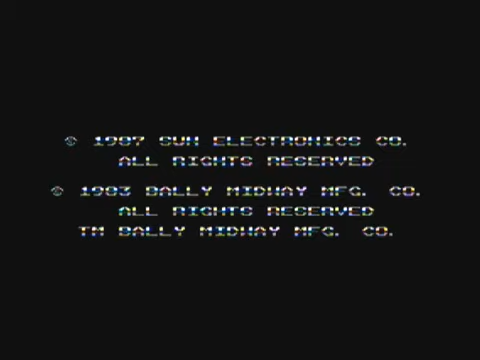 © 1987 SUN ELECTRONICS CO.
ALL RIGHTS RESERVED
© 1983 BALLY MIDWAY MFG. CO.
ALL RIGHTS RESERVED
TM BALLY MIDWAY MFG. CO.